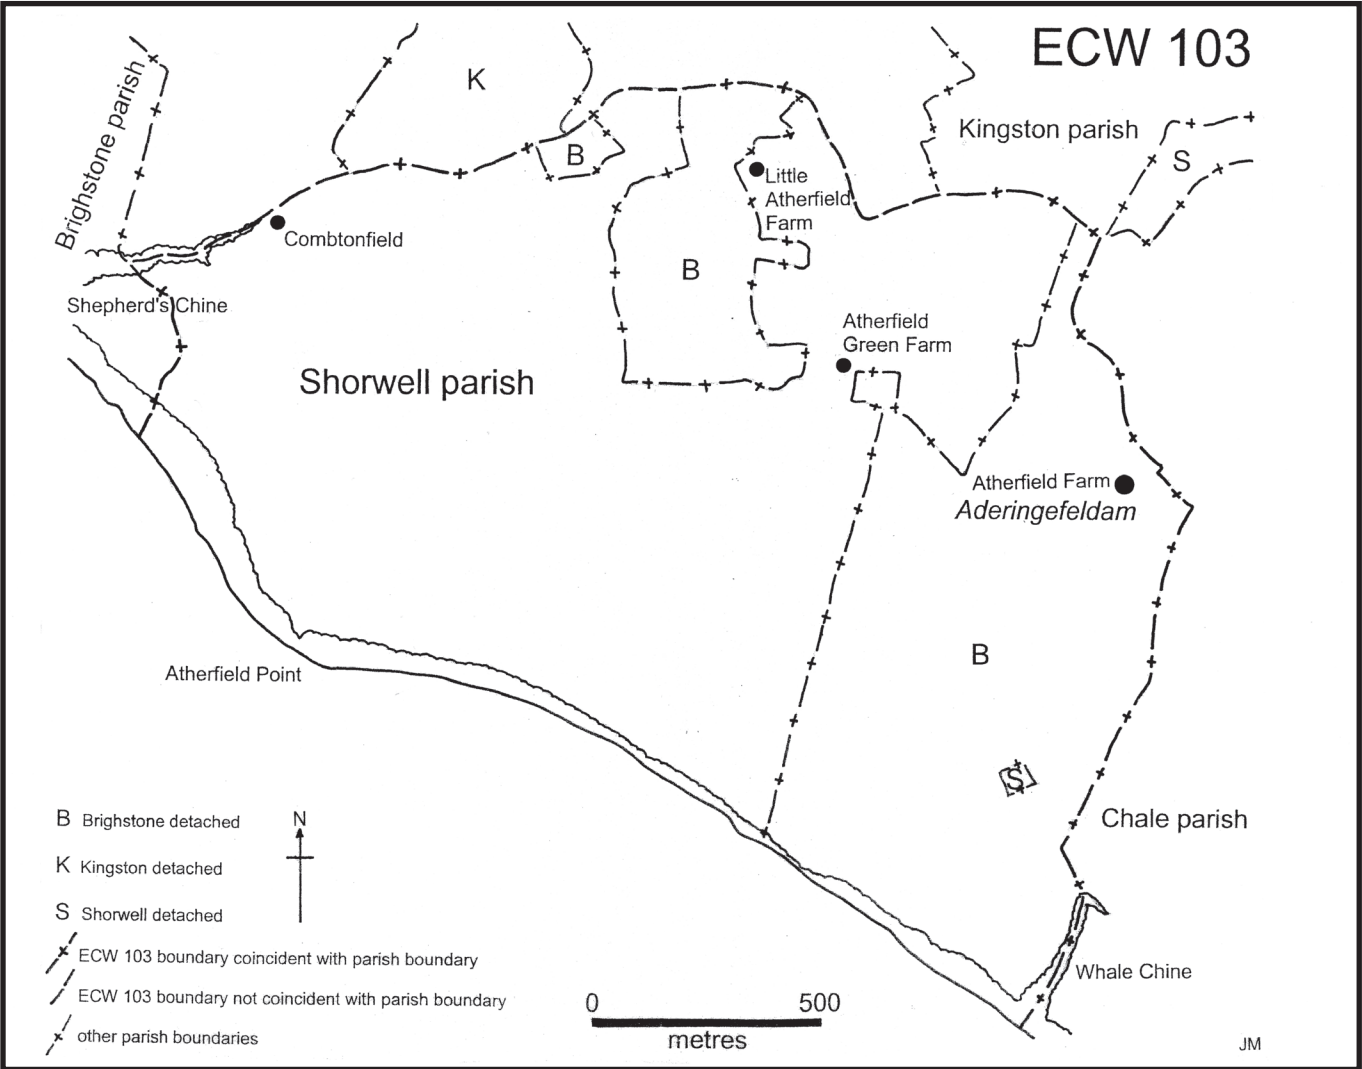 ECW 103
K
Brighstone parish
Kingston parish
B
S
Little
Atherfield
Farm
Combtonfield
B
Shepherd's Chine
Atherfield
Green Farm
Shorwell parish
Atherfield Farm
Aderingefeldam
B
Atherfield Point
S
Chale parish
B Brighstone detached
N
K Kingston detached
S Shorwell detached
ECW 103 boundary coincident with parish boundary
Whale Chine
ECW 103 boundary not coincident with parish boundary
0 500
metres
other parish boundaries
JM